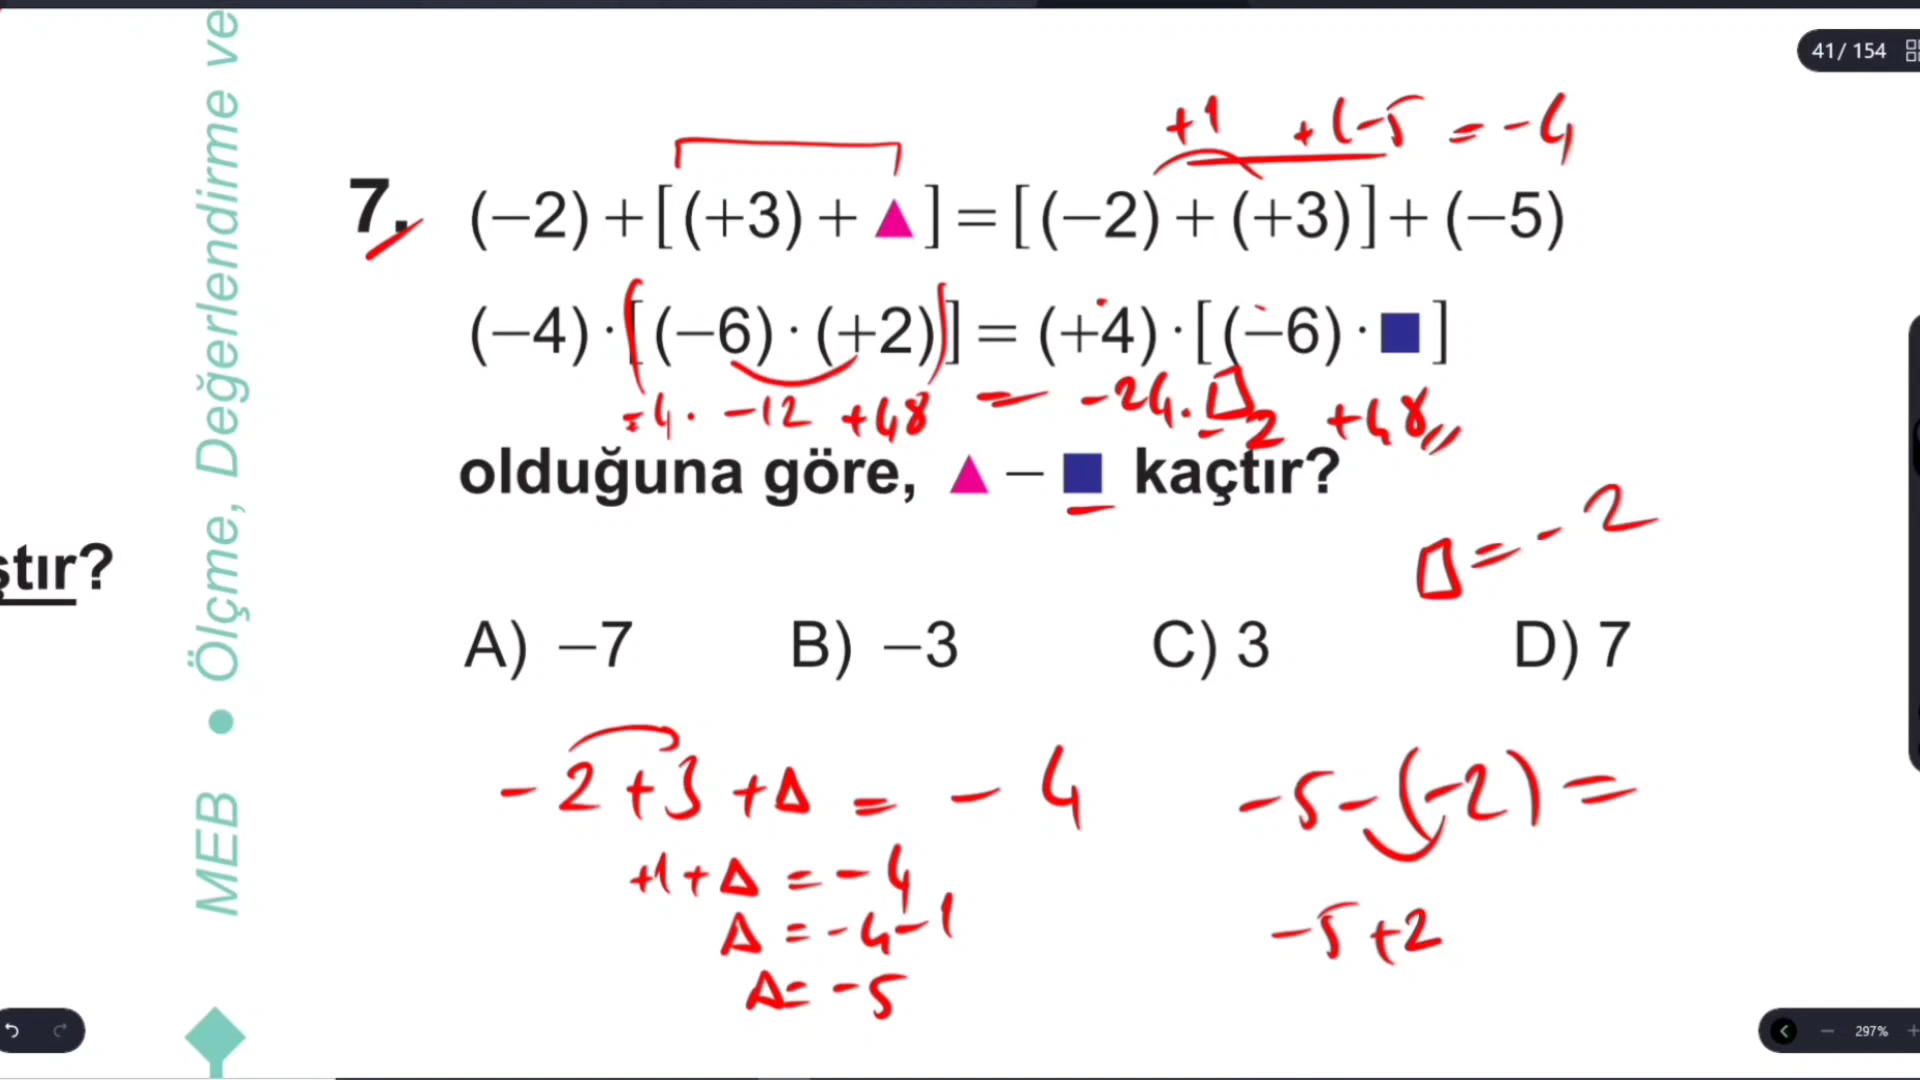 41/ 154
MEB ● Ölçme, Değerlendirme ve
ştır?
+1 + (-5 = -4
7. (−2) + [(+3) + ▲] = [(−2) + (+3)] + (−5)
(−4) · [(−6) · (+2)] = (+4) · [(−6) · ■]
-4 . -12 +48 = -24 . □ -2 +48
olduğuna göre, ▲ − ■ kaçtır?
□ = -2
A) −7 B) −3 C) 3 D) 7
-2 + 3 + Δ = -4
+1 + Δ = -4
Δ = -4 -1
Δ = -5
-5 - (-2) =
-5 + 2
297%